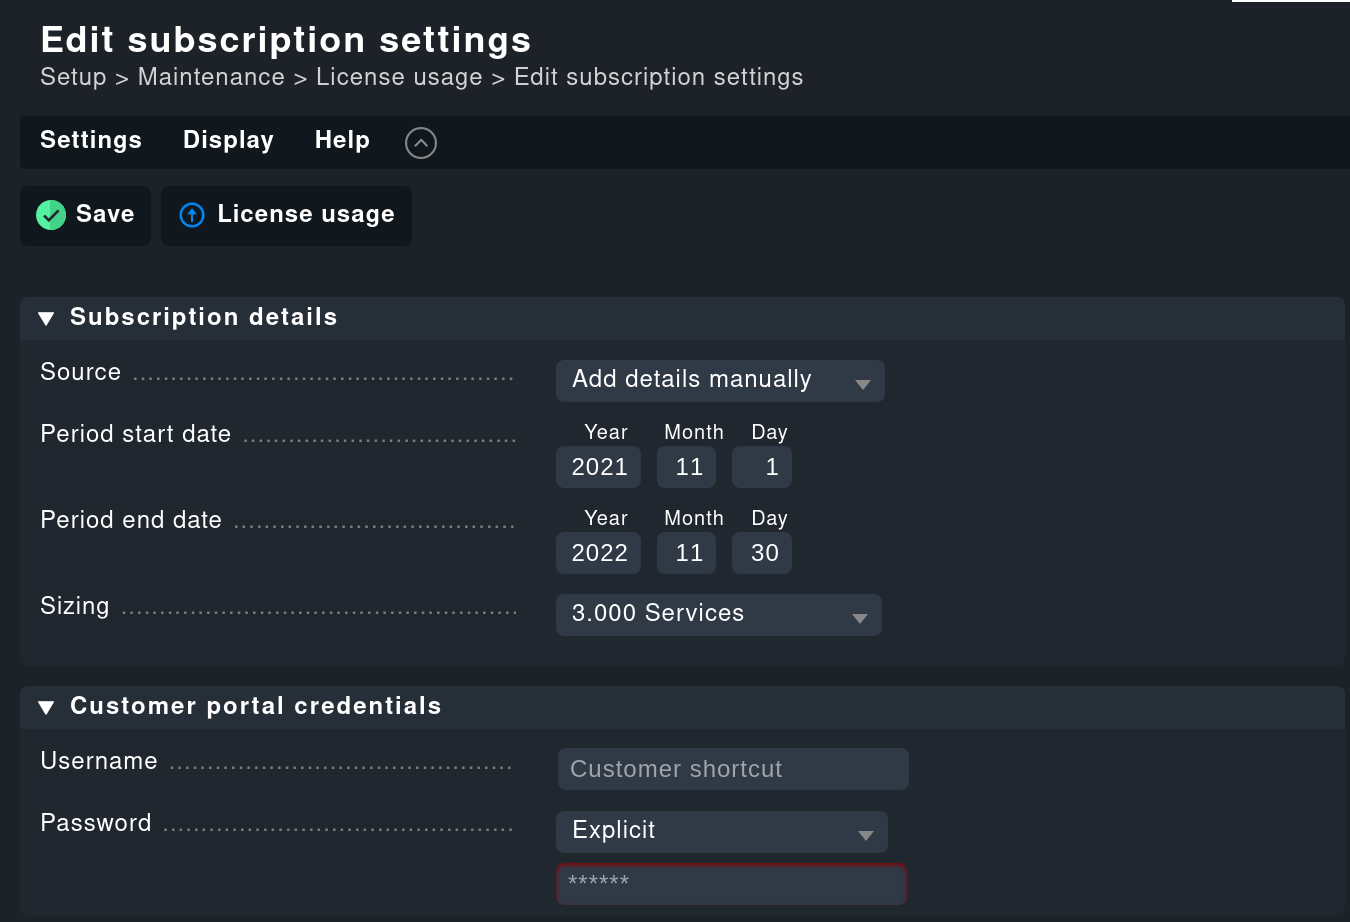 Edit subscription settings
Setup > Maintenance > License usage > Edit subscription settings
Settings Display Help
Save License usage
Subscription details
Source Add details manually
Year Month Day
Period start date 2021 11 1
Year Month Day
Period end date 2022 11 30
Sizing 3.000 Services
Customer portal credentials
Username Customer shortcut
Password Explicit
******